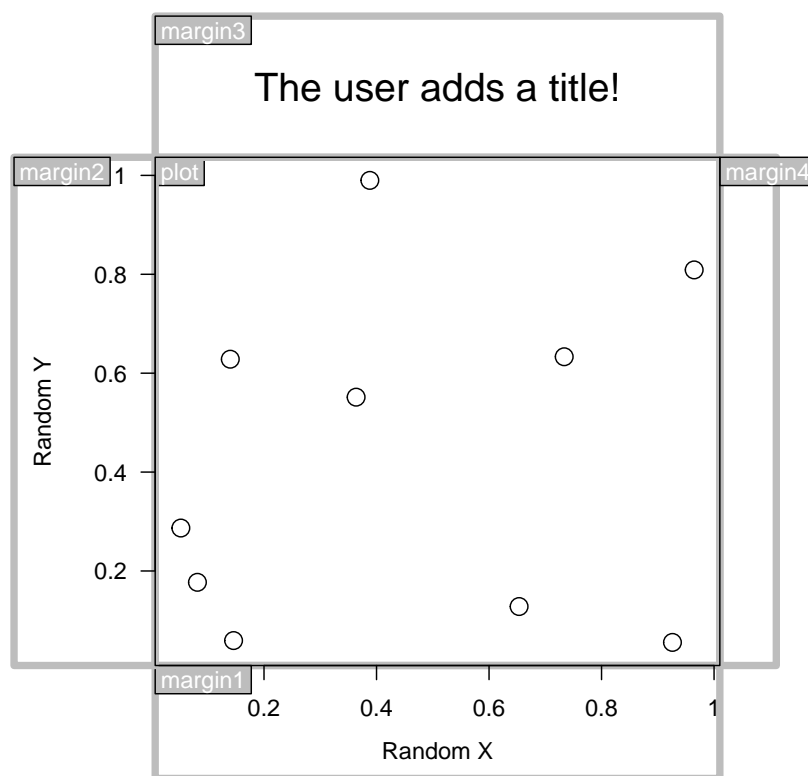 margin3
The user adds a title!
margin2
plot
margin4
1
0.8
0.6
0.4
0.2
Random Y
margin1
0.2 0.4 0.6 0.8 1
Random X